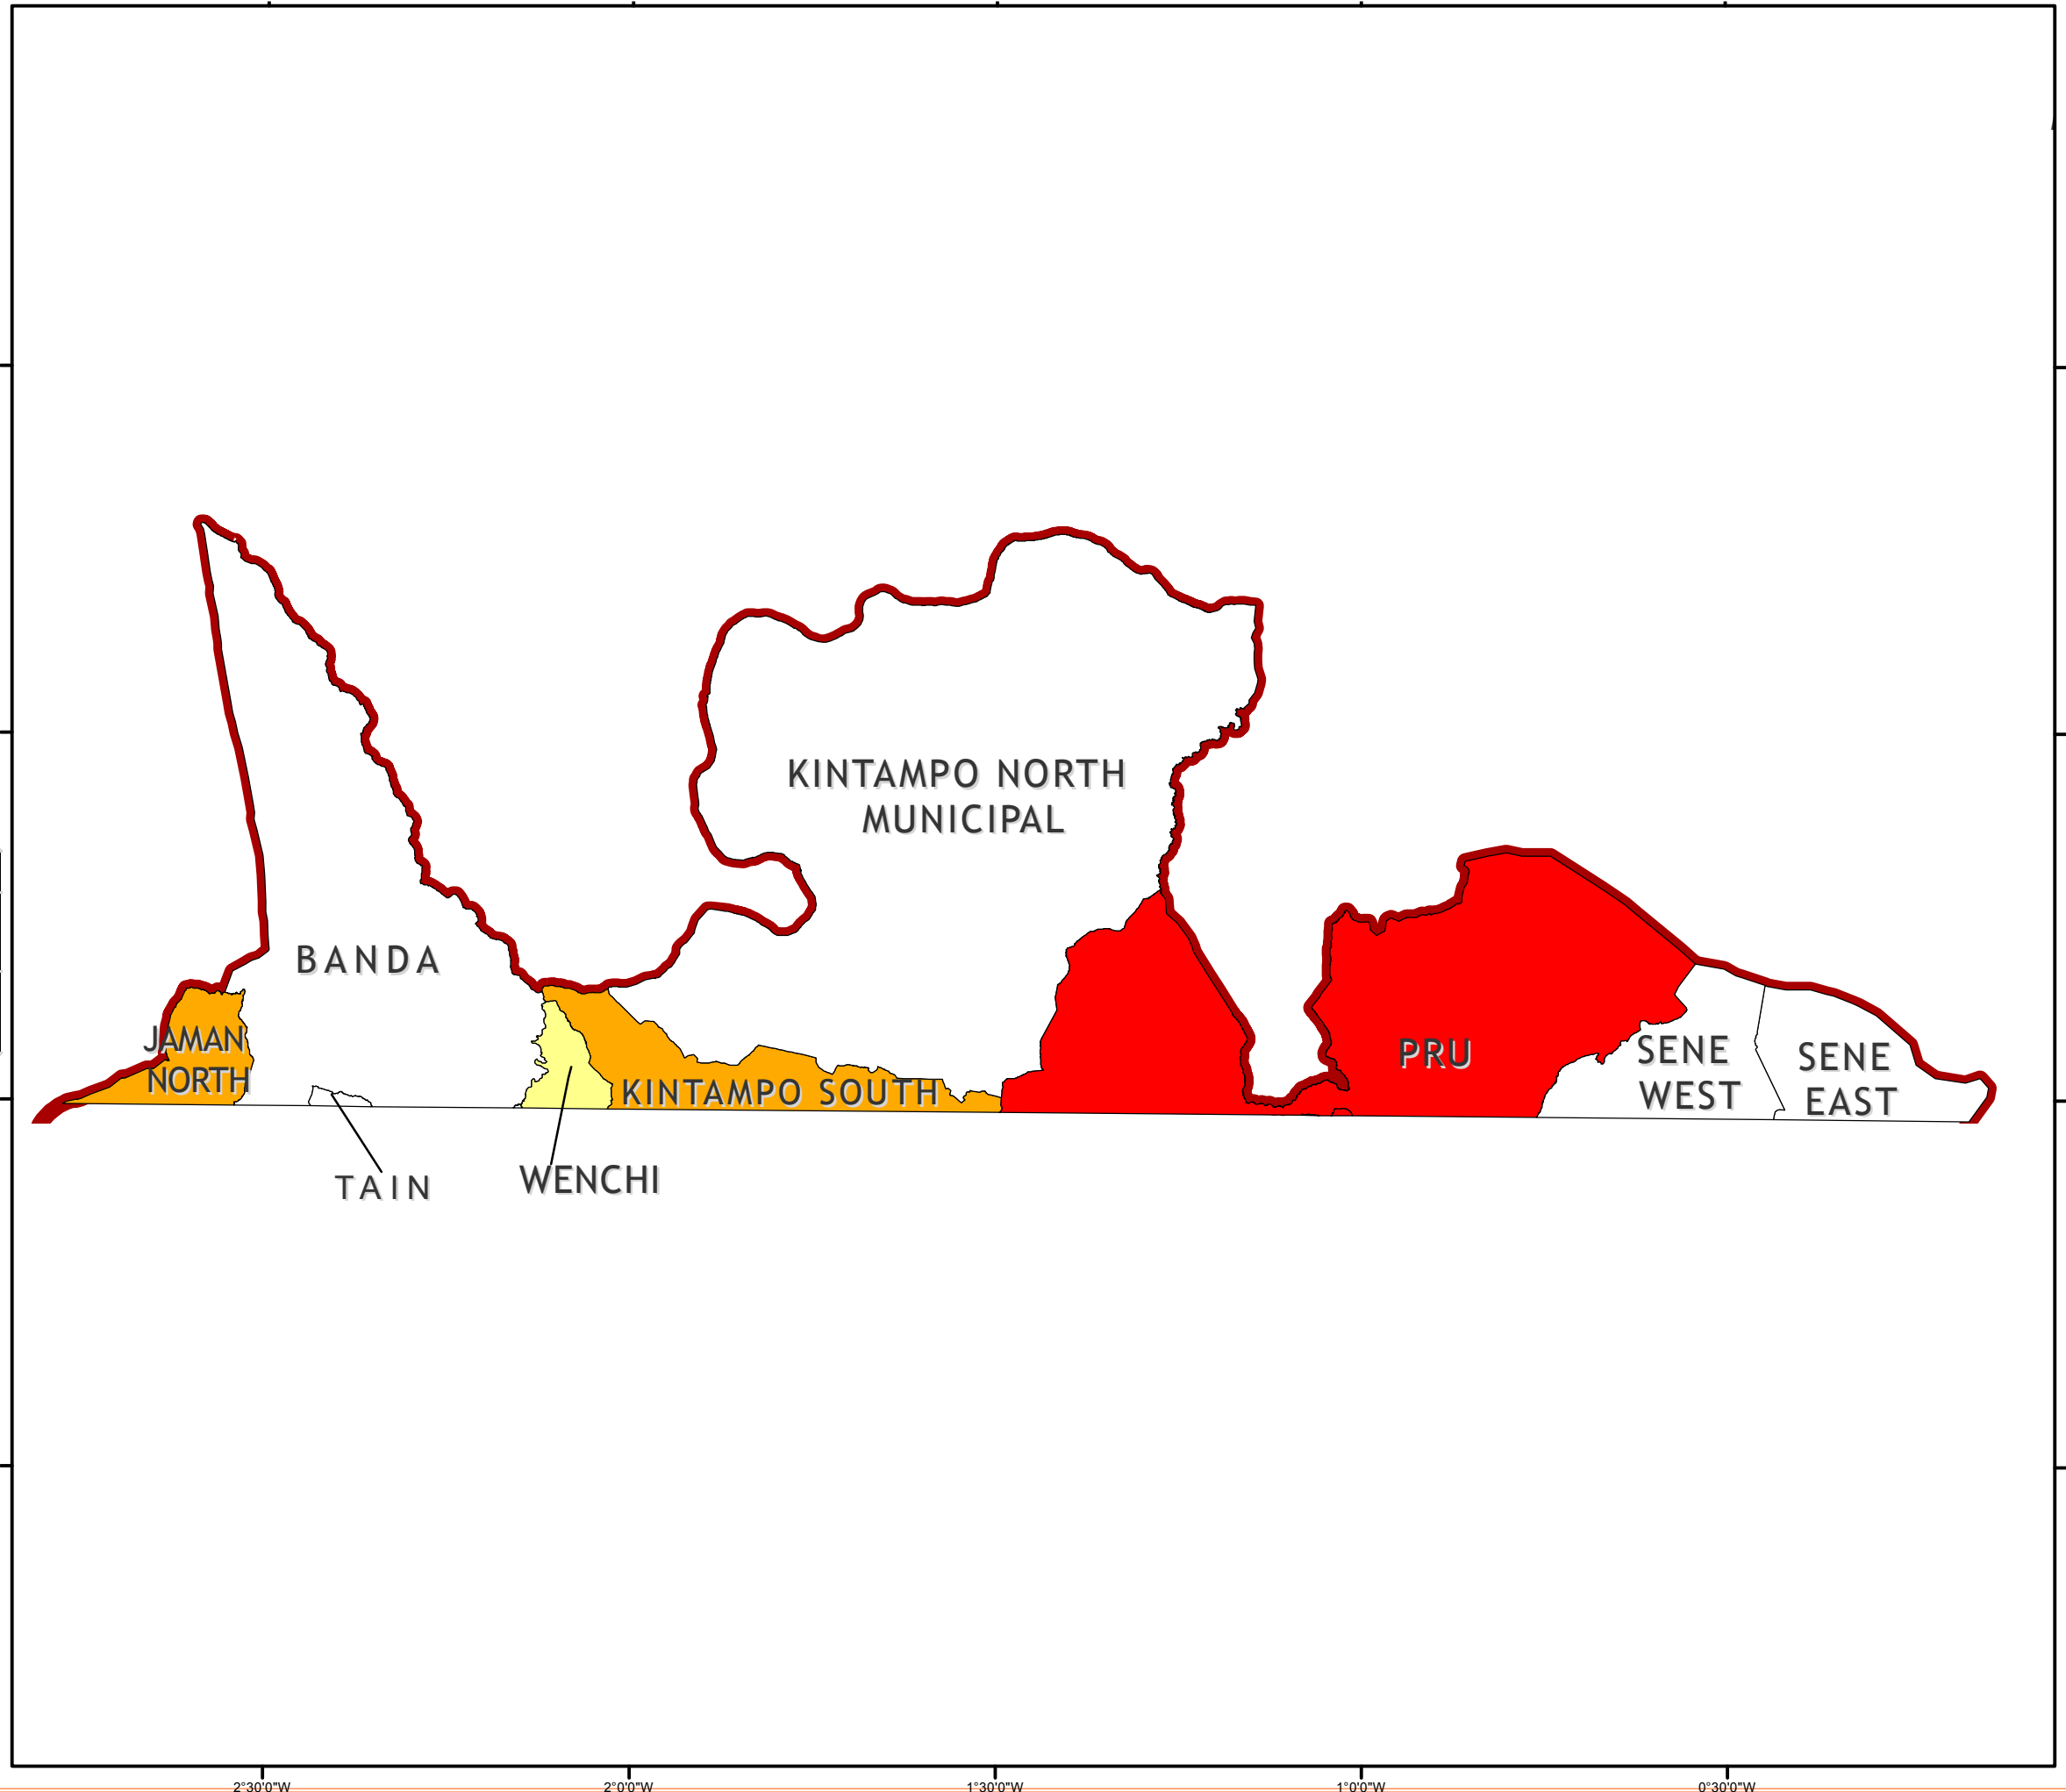 KINTAMPO NORTH
MUNICIPAL
BANDA
JAMAN
NORTH
KINTAMPO SOUTH
PRU
SENE
WEST
SENE
EAST
TAIN
WENCHI
2°30'0"W
2°0'0"W
1°30'0"W
1°0'0"W
0°30'0"W